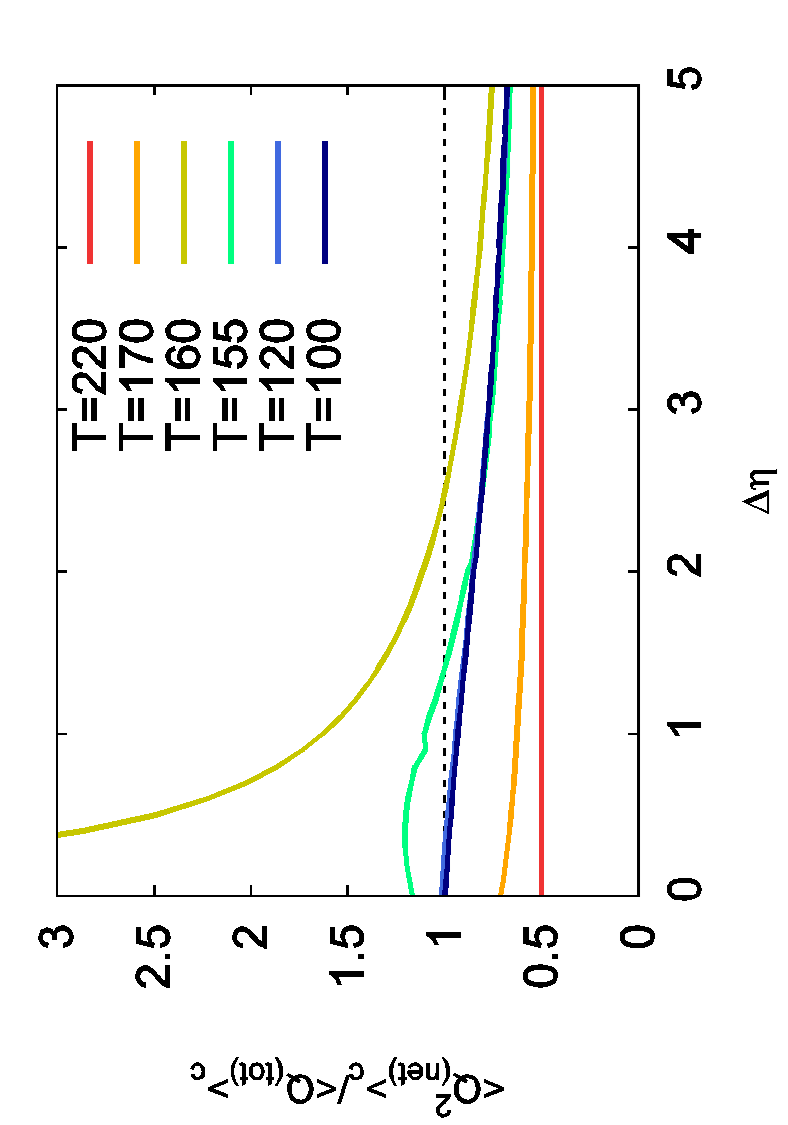 3
2.5
2
1.5
1
0.5
0
0 1 2 3 4 5
Δη
<Q²(net)>c/<Q(tot)>c
T=220
T=170
T=160
T=155
T=120
T=100